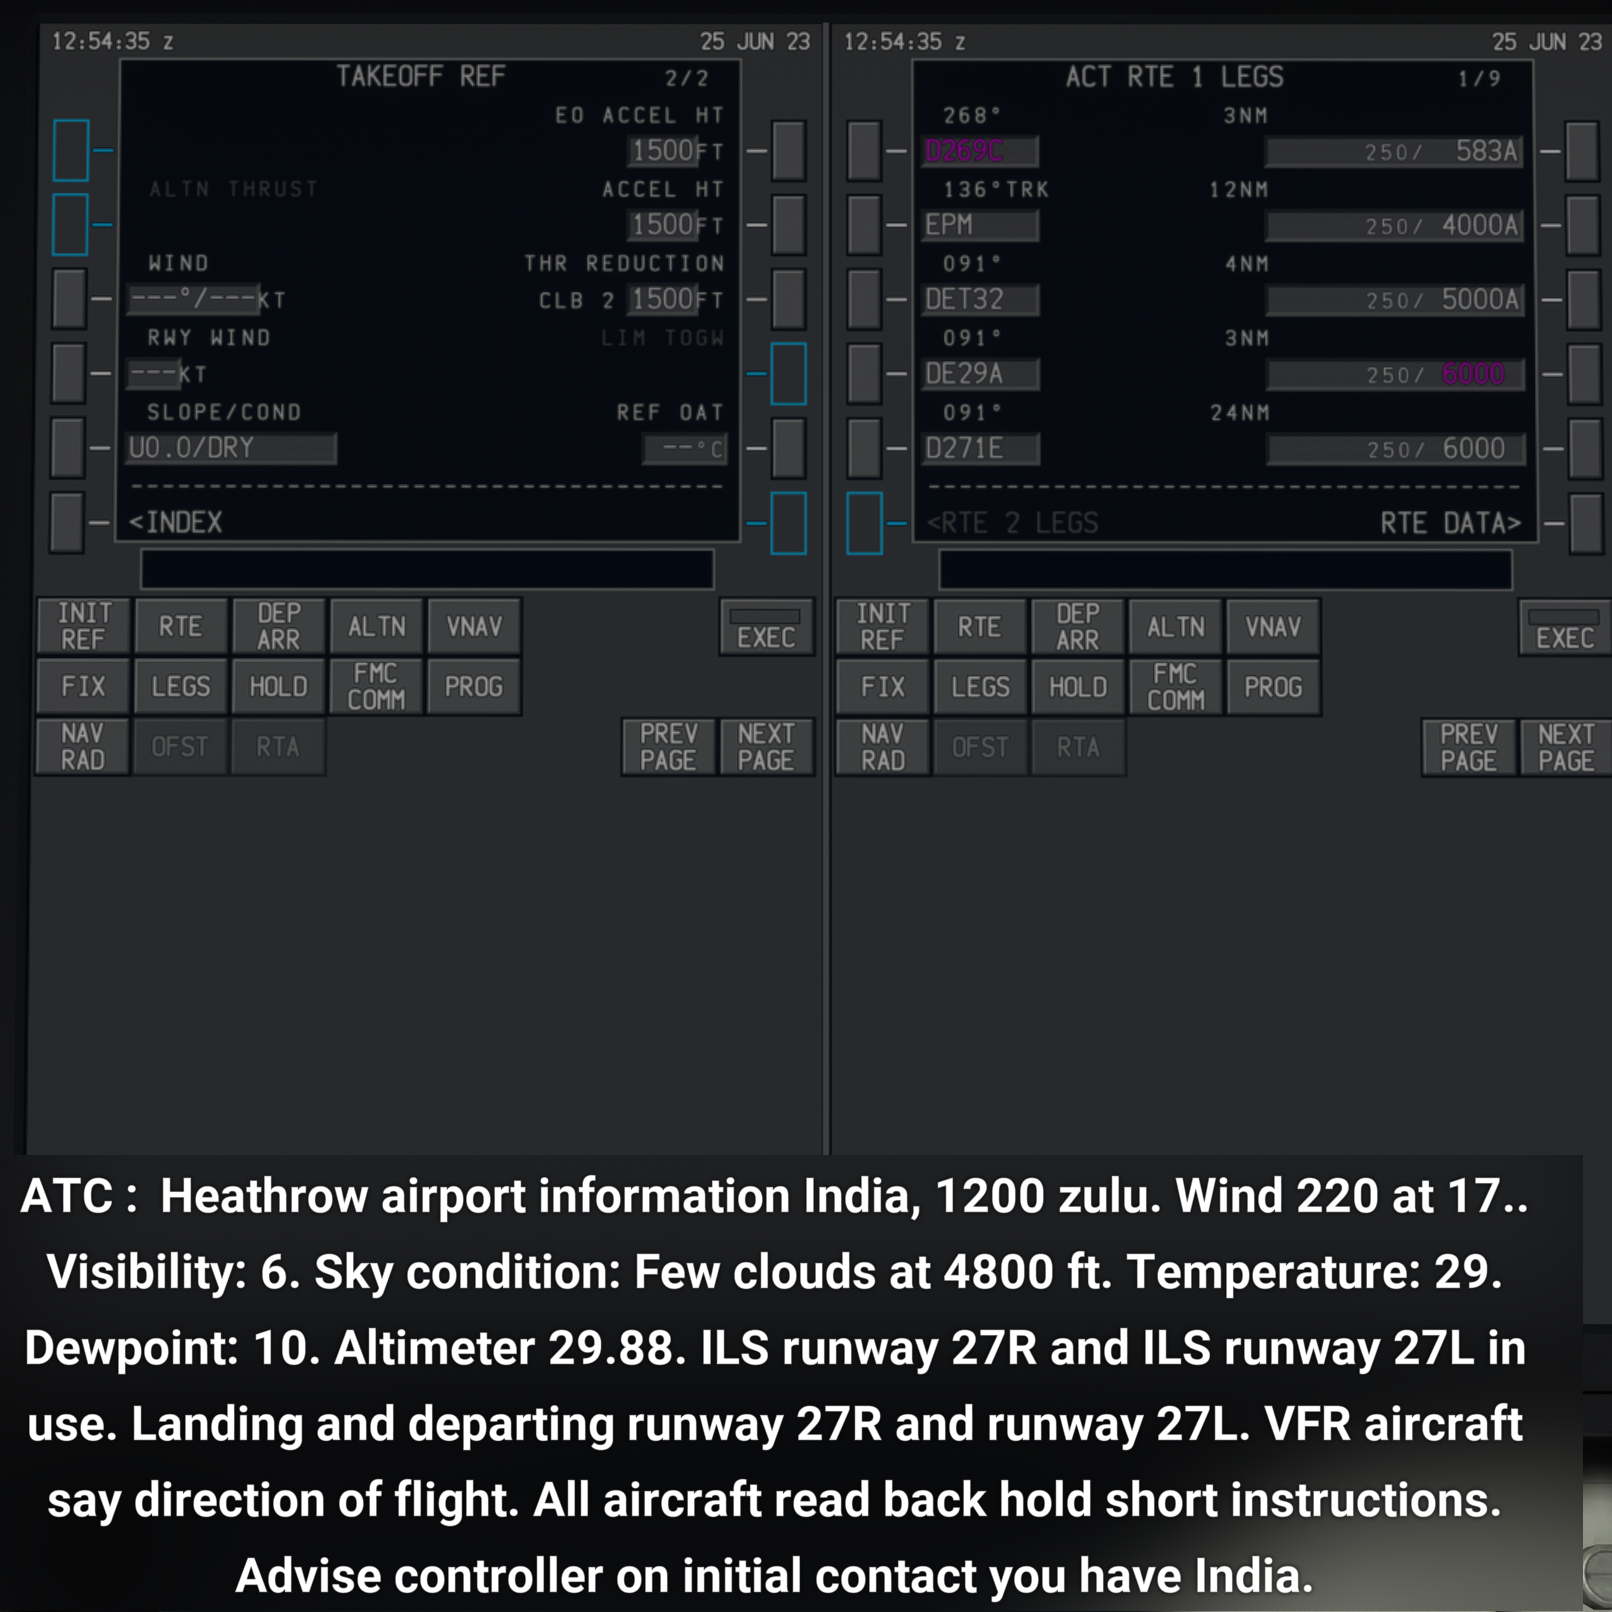 12:54:35 z 25 JUN 23
TAKEOFF REF 2/2
EO ACCEL HT
1500FT
ALTN THRUST ACCEL HT
1500FT
WIND THR REDUCTION
---°/---KT CLB 2 1500FT
RWY WIND LIM TOGW
---KT
SLOPE/COND REF OAT
U0.0/DRY --°C
------------------------------------
<INDEX
INIT REF RTE DEP ARR ALTN VNAV EXEC
FIX LEGS HOLD FMC COMM PROG
NAV RAD OFST RTA PREV PAGE NEXT PAGE
12:54:35 z 25 JUN 23
ACT RTE 1 LEGS 1/9
268° 3NM
D269C 250/ 583A
136°TRK 12NM
EPM 250/ 4000A
091° 4NM
DET32 250/ 5000A
091° 3NM
DE29A 250/ 6000
091° 24NM
D271E 250/ 6000
------------------------------------
<RTE 2 LEGS RTE DATA>
INIT REF RTE DEP ARR ALTN VNAV EXEC
FIX LEGS HOLD FMC COMM PROG
NAV RAD OFST RTA PREV PAGE NEXT PAGE
ATC : Heathrow airport information India, 1200 zulu. Wind 220 at 17..
Visibility: 6. Sky condition: Few clouds at 4800 ft. Temperature: 29.
Dewpoint: 10. Altimeter 29.88. ILS runway 27R and ILS runway 27L in
use. Landing and departing runway 27R and runway 27L. VFR aircraft
say direction of flight. All aircraft read back hold short instructions.
Advise controller on initial contact you have India.